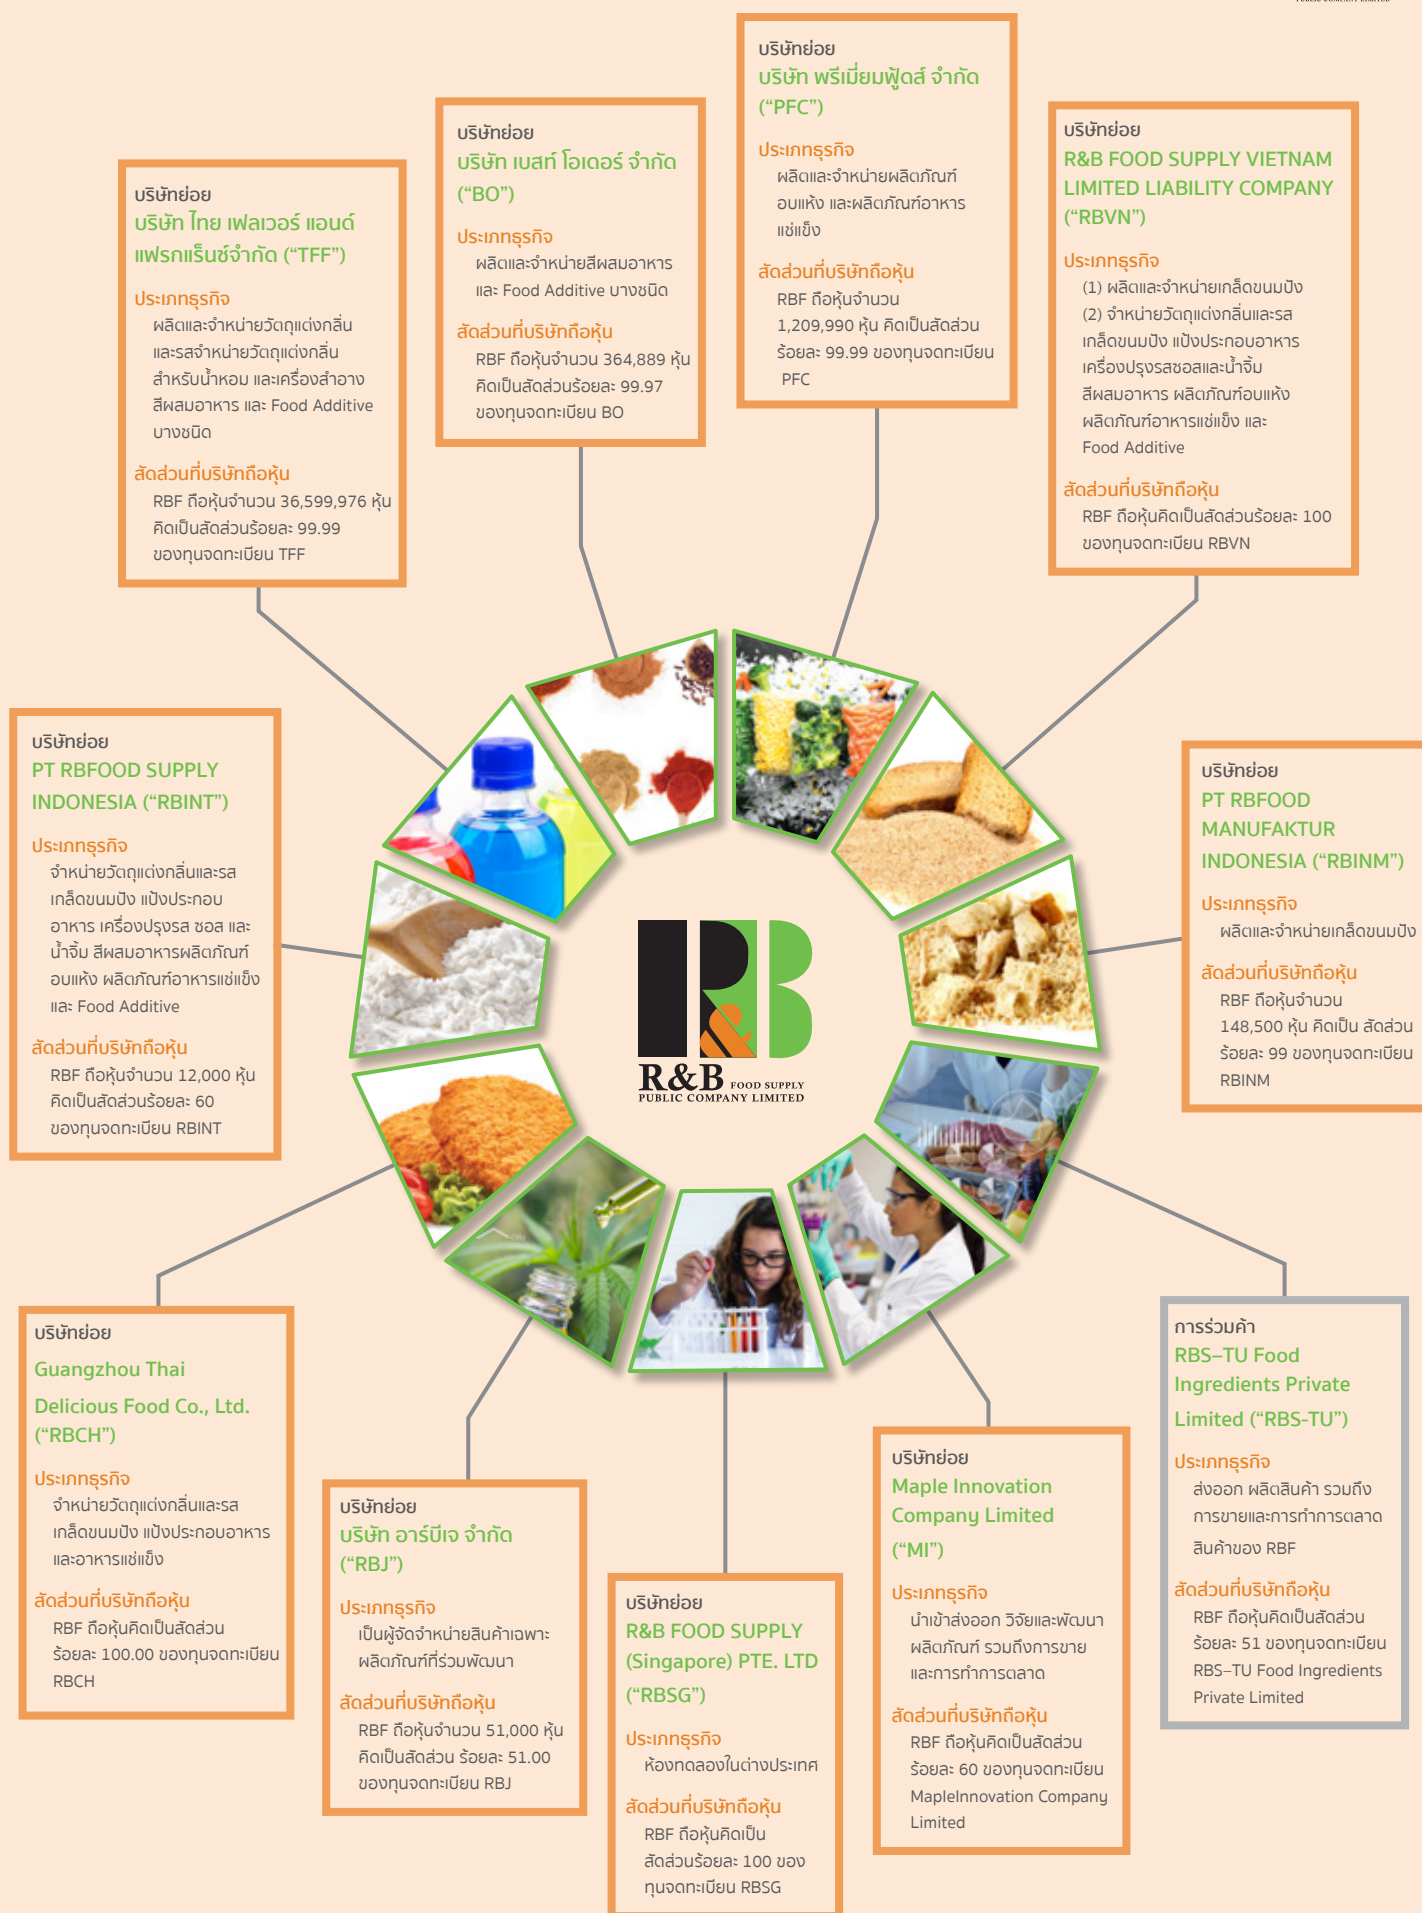 PUBLIC COMPANY LIMITED
บริษัทย่อย
บริษัท พรีเมี่ยมฟู้ดส์ จำกัด
(“PFC”)
ประเภทธุรกิจ
ผลิตและจำหน่ายผลิตภัณฑ์
อบแห้ง และผลิตภัณฑ์อาหาร
แช่แข็ง
สัดส่วนที่บริษัทถือหุ้น
RBF ถือหุ้นจำนวน
1,209,990 หุ้น คิดเป็นสัดส่วน
ร้อยละ 99.99 ของทุนจดทะเบียน
PFC
บริษัทย่อย
บริษัท เบสท์ โอเดอร์ จำกัด
(“BO”)
ประเภทธุรกิจ
ผลิตและจำหน่ายสีผสมอาหาร
และ Food Additive บางชนิด
สัดส่วนที่บริษัทถือหุ้น
RBF ถือหุ้นจำนวน 364,889 หุ้น
คิดเป็นสัดส่วนร้อยละ 99.97
ของทุนจดทะเบียน BO
บริษัทย่อย
R&B FOOD SUPPLY VIETNAM
LIMITED LIABILITY COMPANY
(“RBVN”)
ประเภทธุรกิจ
(1) ผลิตและจำหน่ายเกล็ดขนมปัง
(2) จำหน่ายวัตถุแต่งกลิ่นและรส
เกล็ดขนมปัง แป้งประกอบอาหาร
เครื่องปรุงรสซอสและน้ำจิ้ม
สีผสมอาหาร ผลิตภัณฑ์อบแห้ง
ผลิตภัณฑ์อาหารแช่แข็ง และ
Food Additive
สัดส่วนที่บริษัทถือหุ้น
RBF ถือหุ้นคิดเป็นสัดส่วนร้อยละ 100
ของทุนจดทะเบียน RBVN
บริษัทย่อย
บริษัท ไทย เฟลเวอร์ แอนด์
แฟรกแร็นซ์จำกัด (“TFF”)
ประเภทธุรกิจ
ผลิตและจำหน่ายวัตถุแต่งกลิ่น
และรสจำหน่ายวัตถุแต่งกลิ่น
สำหรับน้ำหอม และเครื่องสำอาง
สีผสมอาหาร และ Food Additive
บางชนิด
สัดส่วนที่บริษัทถือหุ้น
RBF ถือหุ้นจำนวน 36,599,976 หุ้น
คิดเป็นสัดส่วนร้อยละ 99.99
ของทุนจดทะเบียน TFF
บริษัทย่อย
PT RBFOOD SUPPLY
INDONESIA (“RBINT”)
ประเภทธุรกิจ
จำหน่ายวัตถุแต่งกลิ่นและรส
เกล็ดขนมปัง แป้งประกอบ
อาหาร เครื่องปรุงรส ซอส และ
น้ำจิ้ม สีผสมอาหารผลิตภัณฑ์
อบแห้ง ผลิตภัณฑ์อาหารแช่แข็ง
และ Food Additive
สัดส่วนที่บริษัทถือหุ้น
RBF ถือหุ้นจำนวน 12,000 หุ้น
คิดเป็นสัดส่วนร้อยละ 60
ของทุนจดทะเบียน RBINT
บริษัทย่อย
PT RBFOOD
MANUFAKTUR
INDONESIA (“RBINM”)
ประเภทธุรกิจ
ผลิตและจำหน่ายเกล็ดขนมปัง
สัดส่วนที่บริษัทถือหุ้น
RBF ถือหุ้นจำนวน
148,500 หุ้น คิดเป็น สัดส่วน
ร้อยละ 99 ของทุนจดทะเบียน
RBINM
R&B
R&B FOOD SUPPLY
PUBLIC COMPANY LIMITED
บริษัทย่อย
Guangzhou Thai
Delicious Food Co., Ltd.
(“RBCH”)
ประเภทธุรกิจ
จำหน่ายวัตถุแต่งกลิ่นและรส
เกล็ดขนมปัง แป้งประกอบอาหาร
และอาหารแช่แข็ง
สัดส่วนที่บริษัทถือหุ้น
RBF ถือหุ้นคิดเป็นสัดส่วน
ร้อยละ 100.00 ของทุนจดทะเบียน
RBCH
บริษัทย่อย
บริษัท อาร์บีเจ จำกัด
(“RBJ”)
ประเภทธุรกิจ
เป็นผู้จัดจำหน่ายสินค้าเฉพาะ
ผลิตภัณฑ์ที่ร่วมพัฒนา
สัดส่วนที่บริษัทถือหุ้น
RBF ถือหุ้นจำนวน 51,000 หุ้น
คิดเป็นสัดส่วน ร้อยละ 51.00
ของทุนจดทะเบียน RBJ
บริษัทย่อย
R&B FOOD SUPPLY
(Singapore) PTE. LTD
(“RBSG”)
ประเภทธุรกิจ
ห้องทดลองในต่างประเทศ
สัดส่วนที่บริษัทถือหุ้น
RBF ถือหุ้นคิดเป็น
สัดส่วนร้อยละ 100 ของ
ทุนจดทะเบียน RBSG
บริษัทย่อย
Maple Innovation
Company Limited
(“MI”)
ประเภทธุรกิจ
นำเข้าส่งออก วิจัยและพัฒนา
ผลิตภัณฑ์ รวมถึงการขาย
และการทำการตลาด
สัดส่วนที่บริษัทถือหุ้น
RBF ถือหุ้นคิดเป็นสัดส่วน
ร้อยละ 60 ของทุนจดทะเบียน
MapleInnovation Company
Limited
การร่วมค้า
RBS–TU Food
Ingredients Private
Limited (“RBS-TU”)
ประเภทธุรกิจ
ส่งออก ผลิตสินค้า รวมถึง
การขายและการทำการตลาด
สินค้าของ RBF
สัดส่วนที่บริษัทถือหุ้น
RBF ถือหุ้นคิดเป็นสัดส่วน
ร้อยละ 51 ของทุนจดทะเบียน
RBS–TU Food Ingredients
Private Limited